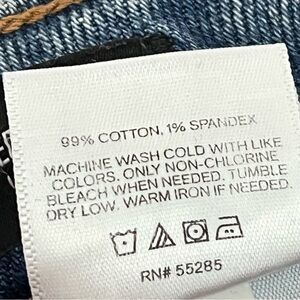 99% COTTON, 1% SPANDEX
MACHINE WASH COLD WITH LIKE
COLORS. ONLY NON-CHLORINE
BLEACH WHEN NEEDED. TUMBLE
DRY LOW. WARM IRON IF NEEDED.
RN# 55285